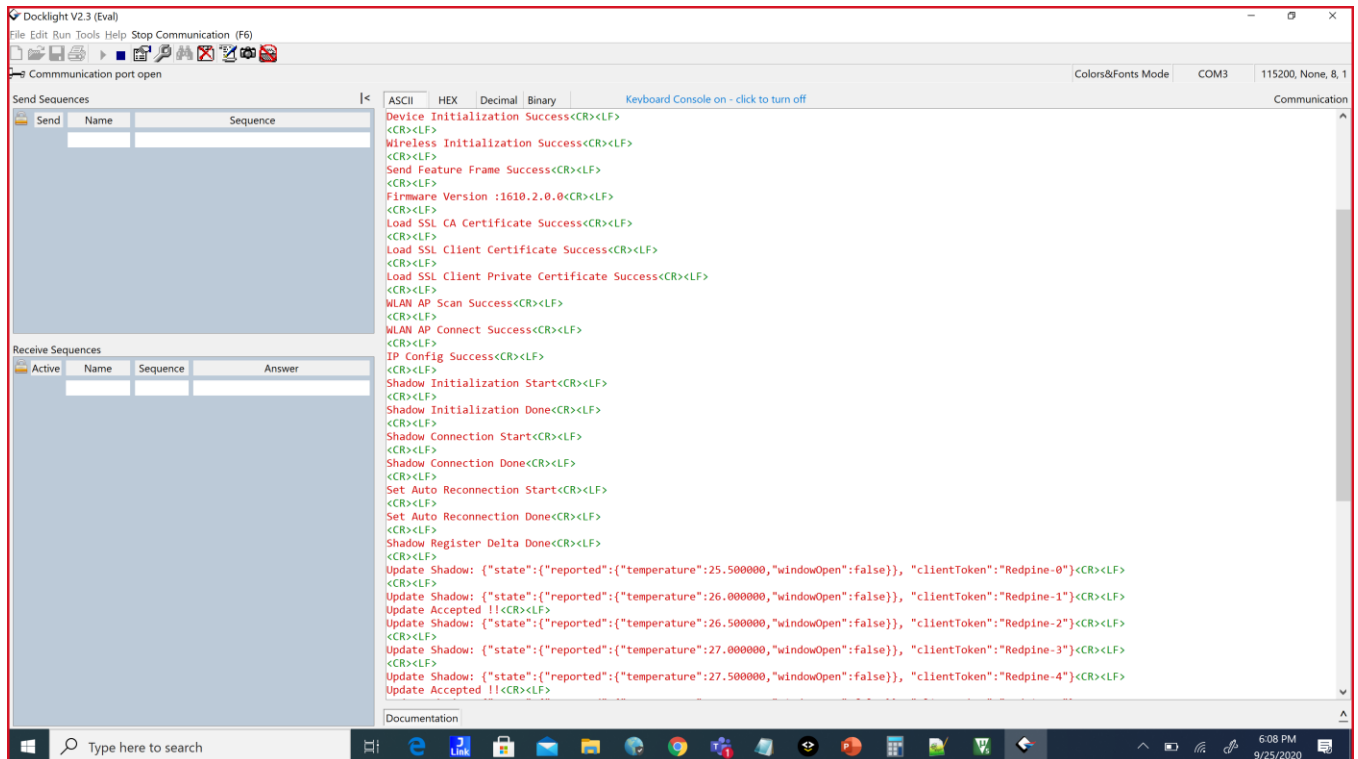 Docklight V2.3 (Eval)
File Edit Run Tools Help Stop Communication (F6)
Commmunication port open
Colors&Fonts Mode COM3 115200, None, 8, 1
Send Sequences
Send Name Sequence
Receive Sequences
Active Name Sequence Answer
ASCII HEX Decimal Binary Keyboard Console on - click to turn off Communication
Device Initialization Success<CR><LF>
<CR><LF>
Wireless Initialization Success<CR><LF>
<CR><LF>
Send Feature Frame Success<CR><LF>
<CR><LF>
Firmware Version :1610.2.0.0<CR><LF>
<CR><LF>
Load SSL CA Certificate Success<CR><LF>
<CR><LF>
Load SSL Client Certificate Success<CR><LF>
<CR><LF>
Load SSL Client Private Certificate Success<CR><LF>
<CR><LF>
WLAN AP Scan Success<CR><LF>
<CR><LF>
WLAN AP Connect Success<CR><LF>
<CR><LF>
IP Config Success<CR><LF>
<CR><LF>
Shadow Initialization Start<CR><LF>
<CR><LF>
Shadow Initialization Done<CR><LF>
<CR><LF>
Shadow Connection Start<CR><LF>
<CR><LF>
Shadow Connection Done<CR><LF>
<CR><LF>
Set Auto Reconnection Start<CR><LF>
<CR><LF>
Set Auto Reconnection Done<CR><LF>
<CR><LF>
Shadow Register Delta Done<CR><LF>
<CR><LF>
Update Shadow: {"state":{"reported":{"temperature":25.500000,"windowOpen":false}}, "clientToken":"Redpine-0"}<CR><LF>
<CR><LF>
Update Shadow: {"state":{"reported":{"temperature":26.000000,"windowOpen":false}}, "clientToken":"Redpine-1"}<CR><LF>
Update Accepted !!<CR><LF>
Update Shadow: {"state":{"reported":{"temperature":26.500000,"windowOpen":false}}, "clientToken":"Redpine-2"}<CR><LF>
<CR><LF>
Update Shadow: {"state":{"reported":{"temperature":27.000000,"windowOpen":false}}, "clientToken":"Redpine-3"}<CR><LF>
<CR><LF>
Update Shadow: {"state":{"reported":{"temperature":27.500000,"windowOpen":false}}, "clientToken":"Redpine-4"}<CR><LF>
Update Accepted !!<CR><LF>
Documentation
Type here to search
Link
6:08 PM
9/25/2020